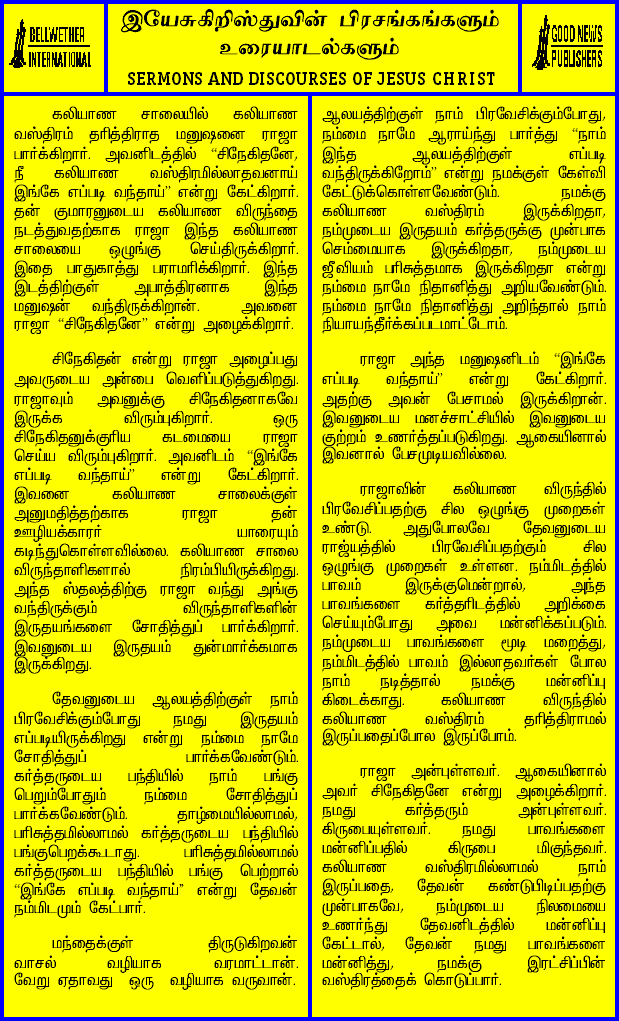 BELLWETHER
INTERNATIONAL
இயேசுகிறிஸ்துவின் பிரசங்கங்களும்
உரையாடல்களும்
SERMONS AND DISCOURSES OF JESUS CHRIST
GOOD NEWS
PUBLISHERS
கலியாண சாலையில் கலியாண
வஸ்திரம் தரித்திராத மனுஷனை ராஜா
பார்க்கிறார். அவனிடத்தில் “சிநேகிதனே,
நீ கலியாண வஸ்திரமில்லாதவனாய்
இங்கே எப்படி வந்தாய்” என்று கேட்கிறார்.
தன் குமாரனுடைய கலியாண விருந்தை
நடத்துவதற்காக ராஜா இந்த கலியாண
சாலையை ஒழுங்கு செய்திருக்கிறார்.
இதை பாதுகாத்து பராமரிக்கிறார். இந்த
இடத்திற்குள் அபாத்திரனாக இந்த
மனுஷன் வந்திருக்கிறான். அவனை
ராஜா “சிநேகிதனே” என்று அழைக்கிறார்.
சிநேகிதன் என்று ராஜா அழைப்பது
அவருடைய அன்பை வெளிப்படுத்துகிறது.
ராஜாவும் அவனுக்கு சிநேகிதனாகவே
இருக்க விரும்புகிறார். ஒரு
சிநேகிதனுக்குரிய கடமையை ராஜா
செய்ய விரும்புகிறார். அவனிடம் “இங்கே
எப்படி வந்தாய்” என்று கேட்கிறார்.
இவனை கலியாண சாலைக்குள்
அனுமதித்தற்காக ராஜா தன்
ஊழியக்காரர் யாரையும்
கடிந்துகொள்ளவில்லை. கலியாண சாலை
விருந்தாளிகளால் நிரம்பியிருக்கிறது.
அந்த ஸ்தலத்திற்கு ராஜா வந்து அங்கு
வந்திருக்கும் விருந்தாளிகளின்
இருதயங்களை சோதித்துப் பார்க்கிறார்.
இவனுடைய இருதயம் துன்மார்க்கமாக
இருக்கிறது.
தேவனுடைய ஆலயத்திற்குள் நாம்
பிரவேசிக்கும்போது நமது இருதயம்
எப்படியிருக்கிறது என்று நம்மை நாமே
சோதித்துப் பார்க்கவேண்டும்.
கர்த்தருடைய பந்தியில் நாம் பங்கு
பெறும்போதும் நம்மை சோதித்துப்
பார்க்கவேண்டும். தாழ்மையில்லாமல்,
பரிசுத்தமில்லாமல் கர்த்தருடைய பந்தியில்
பங்குபெறக்கூடாது. பரிசுத்தமில்லாமல்
கர்த்தருடைய பந்தியில் பங்கு பெற்றால்
“இங்கே எப்படி வந்தாய்” என்று தேவன்
நம்மிடமும் கேட்பார்.
மந்தைக்குள் திருடுகிறவன்
வாசல் வழியாக வரமாட்டான்.
வேறு ஏதாவது ஒரு வழியாக வருவான்.
ஆலயத்திற்குள் நாம் பிரவேசிக்கும்போது,
நம்மை நாமே ஆராய்ந்து பார்த்து “நாம்
இந்த ஆலயத்திற்குள் எப்படி
வந்திருக்கிறோம்” என்று நமக்குள் கேள்வி
கேட்டுக்கொள்ளவேண்டும். நமக்கு
கலியாண வஸ்திரம் இருக்கிறதா,
நம்முடைய இருதயம் கர்த்தருக்கு முன்பாக
செம்மையாக இருக்கிறதா, நம்முடைய
ஜீவியம் பரிசுத்தமாக இருக்கிறதா என்று
நம்மை நாமே நிதானித்து அறியவேண்டும்.
நம்மை நாமே நிதானித்து அறிந்தால் நாம்
நியாயந்தீர்க்கப்படமாட்டோம்.
ராஜா அந்த மனுஷனிடம் “இங்கே
எப்படி வந்தாய்” என்று கேட்கிறார்.
அதற்கு அவன் பேசாமல் இருக்கிறான்.
இவனுடைய மனச்சாட்சியில் இவனுடைய
குற்றம் உணர்த்தப்படுகிறது. ஆகையினால்
இவனால் பேசமுடியவில்லை.
ராஜாவின் கலியாண விருந்தில்
பிரவேசிப்பதற்கு சில ஒழுங்கு முறைகள்
உண்டு. அதுபோலவே தேவனுடைய
ராஜ்யத்தில் பிரவேசிப்பதற்கும் சில
ஒழுங்கு முறைகள் உள்ளன. நம்மிடத்தில்
பாவம் இருக்குமென்றால், அந்த
பாவங்களை கர்த்தரிடத்தில் அறிக்கை
செய்யும்போது அவை மன்னிக்கப்படும்.
நம்முடைய பாவங்களை மூடி மறைத்து,
நம்மிடத்தில் பாவம் இல்லாதவர்கள் போல
நாம் நடித்தால் நமக்கு மன்னிப்பு
கிடைக்காது. கலியாண விருந்தில்
கலியாண வஸ்திரம் தரித்திராமல்
இருப்பதைப்போல இருப்போம்.
ராஜா அன்புள்ளவர். ஆகையினால்
அவர் சிநேகிதனே என்று அழைக்கிறார்.
நமது கர்த்தரும் அன்புள்ளவர்.
கிருபையுள்ளவர். நமது பாவங்களை
மன்னிப்பதில் கிருபை மிகுந்தவர்.
கலியாண வஸ்திரமில்லாமல் நாம்
இருப்பதை, தேவன் கண்டுபிடிப்பதற்கு
முன்பாகவே, நம்முடைய நிலமையை
உணர்ந்து தேவனிடத்தில் மன்னிப்பு
கேட்டால், தேவன் நமது பாவங்களை
மன்னித்து, நமக்கு இரட்சிப்பின்
வஸ்திரத்தைக் கொடுப்பார்.